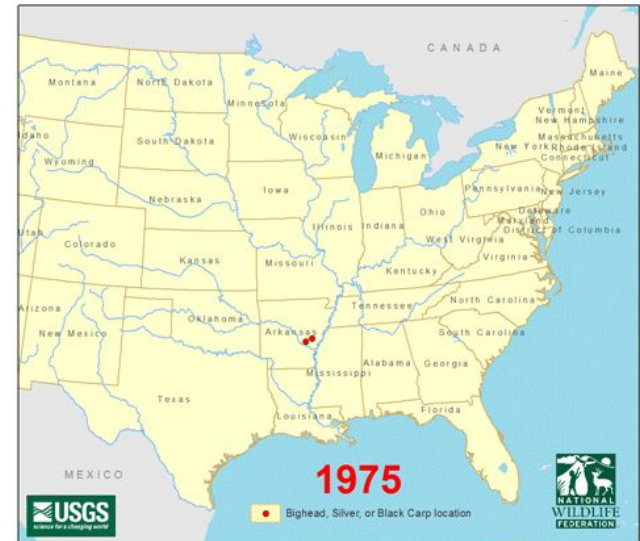 CANADA
Montana
North Dakota
Minnesota
Maine
Vermont
New Hampshire
Idaho
South Dakota
Wisconsin
Michigan
New York
Massachusetts
Rhode Island
Connecticut
Wyoming
Iowa
Pennsylvania
New Jersey
Nebraska
Illinois
Indiana
Ohio
Delaware
Maryland
District of Columbia
Utah
Colorado
Kansas
Missouri
West Virginia
Virginia
Kentucky
Arizona
New Mexico
Oklahoma
Arkansas
Tennessee
North Carolina
South Carolina
Texas
Mississippi
Alabama
Georgia
Louisiana
Florida
MEXICO
1975
USGS
science for a changing world
Bighead, Silver, or Black Carp location
NATIONAL
WILDLIFE
FEDERATION